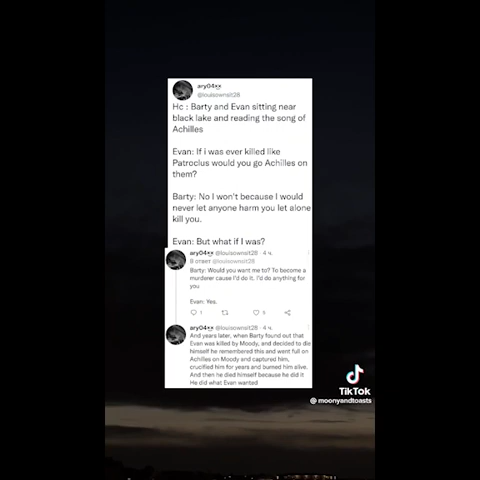 ary04
@louisownsit28
Hc : Barty and Evan sitting near
black lake and reading the song of
Achilles
Evan: If i was ever killed like
Patroclus would you go Achilles on
them?
Barty: No I won't because I would
never let anyone harm you let alone
kill you.
Evan: But what if I was?
ary04 @louisownsit28 · 4 ч.
В ответ @louisownsit28
Barty: Would you want me to? To become a
murderer cause I'd do it, I'd do anything for
you
Evan: Yes.
1 5
ary04 @louisownsit28 · 4 ч.
And years later, when Barty found out that
Evan was killed by Moody, and decided to die
himself he remembered this and went full on
Achilles on Moody and captured him,
crucified him for years and burned him alive.
And then he died himself because he did it
He did what Evan wanted
TikTok
@ moonyandtoasts